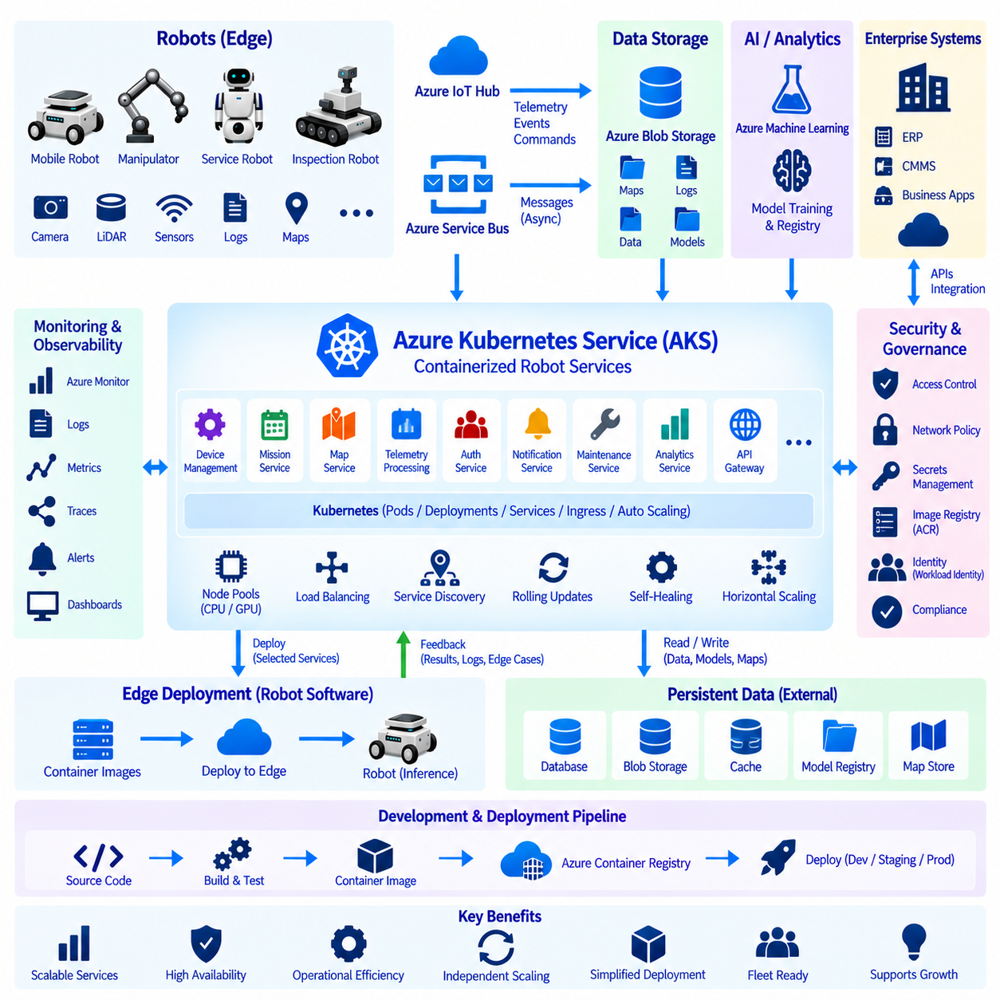 Robots (Edge)
Mobile Robot
Manipulator
Service Robot
Inspection Robot
Camera
LiDAR
Sensors
Logs
Maps
Azure IoT Hub
Telemetry
Events
Commands
Azure Service Bus
Messages
(Async)
Data Storage
Azure Blob Storage
Maps
Logs
Data
Models
AI / Analytics
Azure Machine Learning
Model Training
& Registry
Enterprise Systems
ERP
CMMS
Business Apps
APIs
Integration
Monitoring &
Observability
Azure Monitor
Logs
Metrics
Traces
Alerts
Dashboards
Azure Kubernetes Service (AKS)
Containerized Robot Services
Device
Management
Mission
Service
Map
Service
Telemetry
Processing
Auth
Service
Notification
Service
Maintenance
Service
Analytics
Service
API
Gateway
Kubernetes (Pods / Deployments / Services / Ingress / Auto Scaling)
Node Pools
(CPU / GPU)
Load Balancing
Service Discovery
Rolling Updates
Self-Healing
Horizontal Scaling
Security &
Governance
Access Control
Network Policy
Secrets
Management
Image Registry
(ACR)
Identity
(Workload Identity)
Compliance
Deploy
(Selected Services)
Feedback
(Results, Logs, Edge Cases)
Read / Write
(Data, Models, Maps)
Edge Deployment (Robot Software)
Container Images
Deploy to Edge
Robot (Inference)
Persistent Data (External)
Database
Blob Storage
Cache
Model Registry
Map Store
Development & Deployment Pipeline
Source Code
Build & Test
Container Image
Azure Container Registry
Deploy (Dev / Staging / Prod)
Key Benefits
Scalable Services
High Availability
Operational Efficiency
Independent Scaling
Simplified Deployment
Fleet Ready
Supports Growth